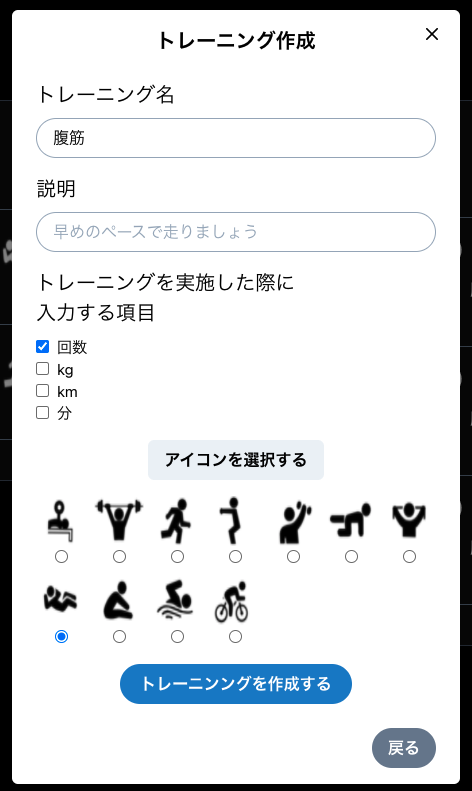 トレーニング作成
トレーニング名
腹筋
説明
早めのペースで走りましょう
トレーニングを実施した際に
入力する項目
回数
kg
km
分
アイコンを選択する
トレーニンングを作成する
戻る